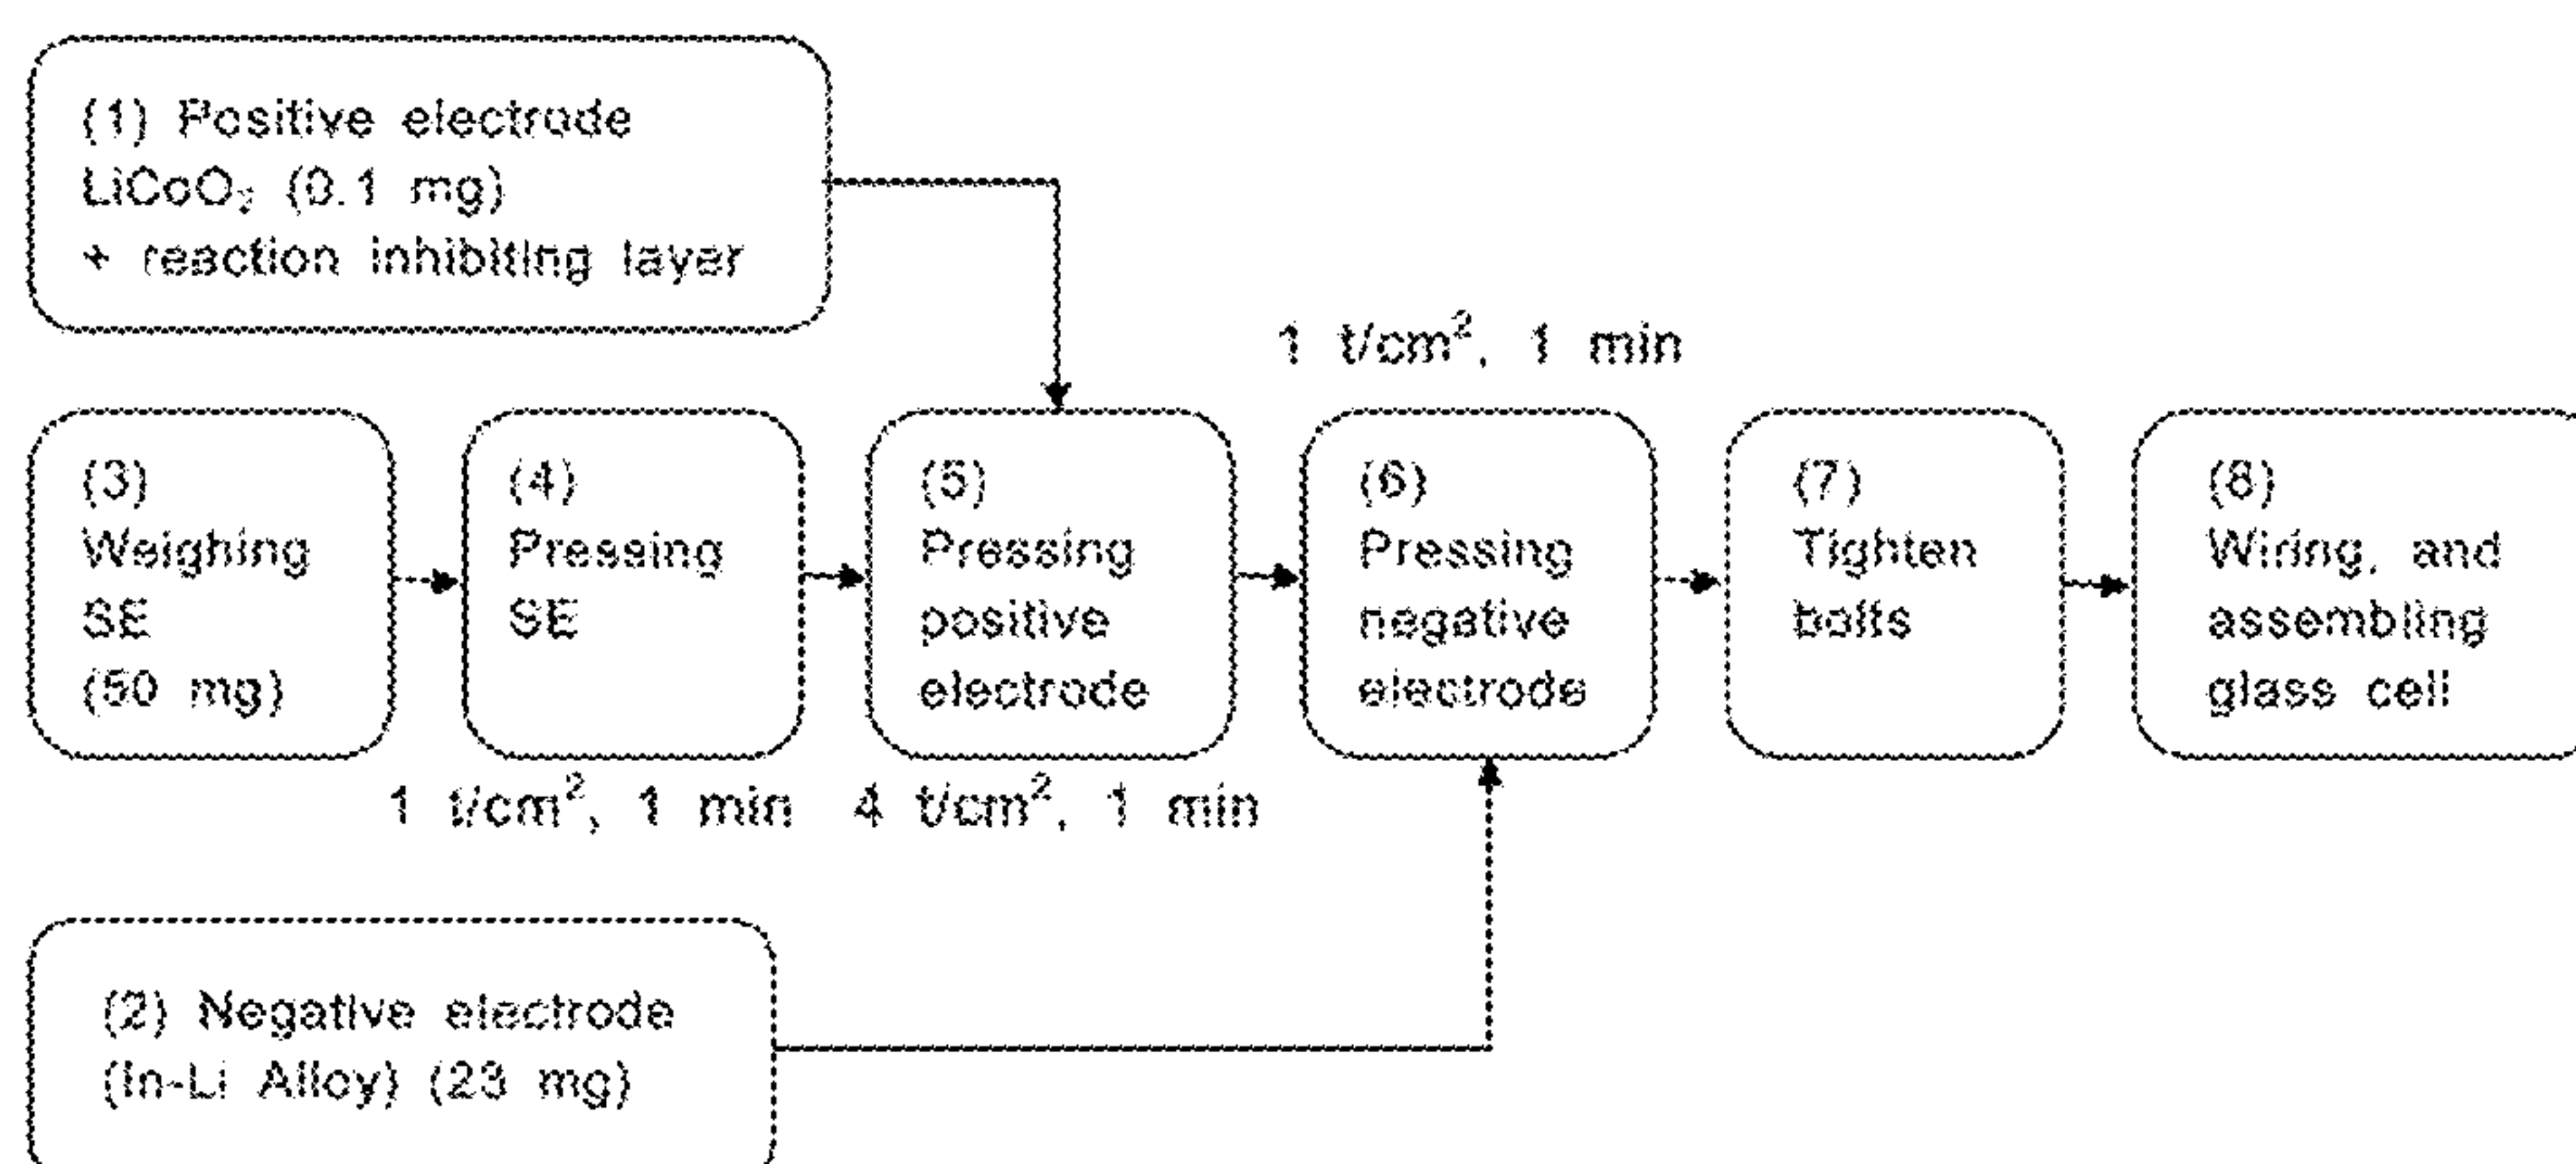 (1) Positive electrode
LiCoO₂ (0.1 mg)
+ reaction inhibiting layer
1 t/cm², 1 min
(3)
Weighing
SE
(50 mg)
(4)
Pressing
SE
(5)
Pressing
positive
electrode
(6)
Pressing
negative
electrode
(7)
Tighten
bolts
(8)
Wiring, and
assembling
glass cell
1 t/cm², 1 min
4 t/cm², 1 min
(2) Negative electrode
(In-Li Alloy) (23 mg)